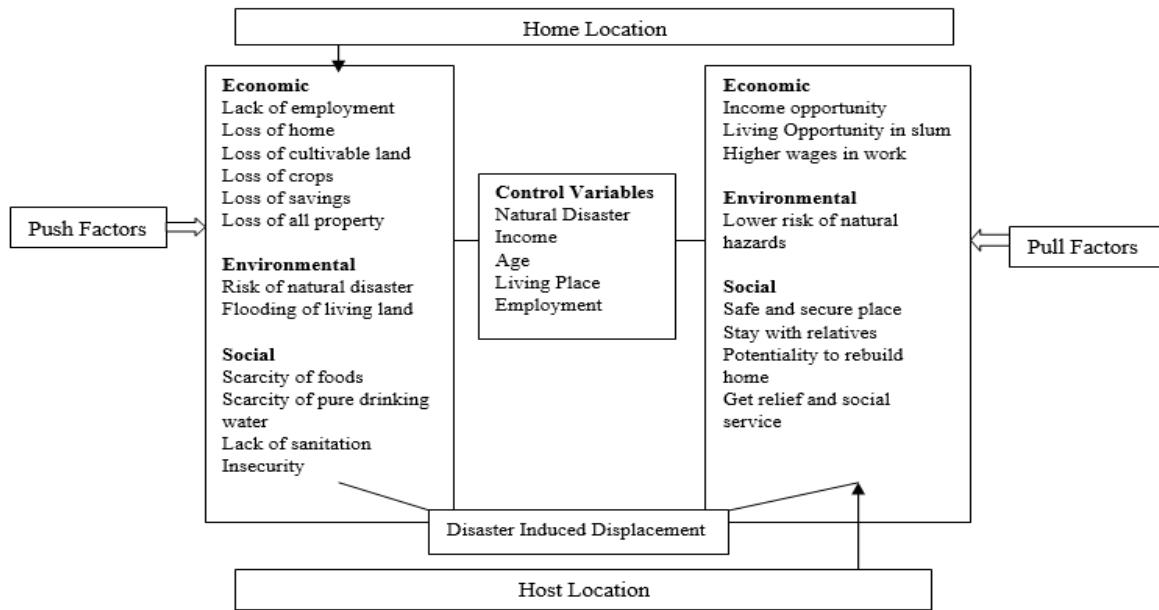 Home Location
Push Factors
Economic
Lack of employment
Loss of home
Loss of cultivable land
Loss of crops
Loss of savings
Loss of all property
Environmental
Risk of natural disaster
Flooding of living land
Social
Scarcity of foods
Scarcity of pure drinking
water
Lack of sanitation
Insecurity
Control Variables
Natural Disaster
Income
Age
Living Place
Employment
Economic
Income opportunity
Living Opportunity in slum
Higher wages in work
Environmental
Lower risk of natural
hazards
Social
Safe and secure place
Stay with relatives
Potentiality to rebuild
home
Get relief and social
service
Pull Factors
Disaster Induced Displacement
Host Location